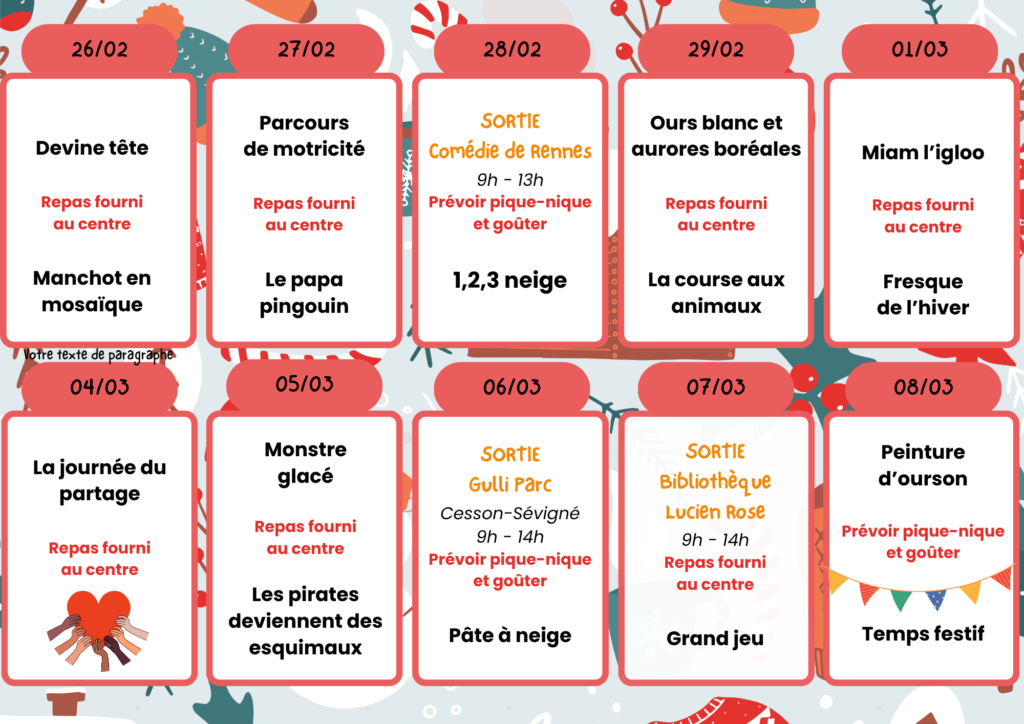 26/02
27/02
28/02
29/02
01/03
Devine tête
Repas fourni
au centre
Manchot en
mosaïque
Parcours
de motricité
Repas fourni
au centre
Le papa
pingouin
SORTIE
Comédie de Rennes
9h - 13h
Prévoir pique-nique
et goûter
1,2,3 neige
Ours blanc et
aurores boréales
Repas fourni
au centre
La course aux
animaux
Miam l'igloo
Repas fourni
au centre
Fresque
de l'hiver
Votre texte de paragraphe
04/03
05/03
06/03
07/03
08/03
La journée du
partage
Repas fourni
au centre
Monstre
glacé
Repas fourni
au centre
Les pirates
deviennent des
esquimaux
SORTIE
Gulli Parc
Cesson-Sévigné
9h - 14h
Prévoir pique-nique
et goûter
Pâte à neige
SORTIE
Bibliothèque
Lucien Rose
9h - 14h
Repas fourni
au centre
Grand jeu
Peinture
d'ourson
Prévoir pique-nique
et goûter
Temps festif